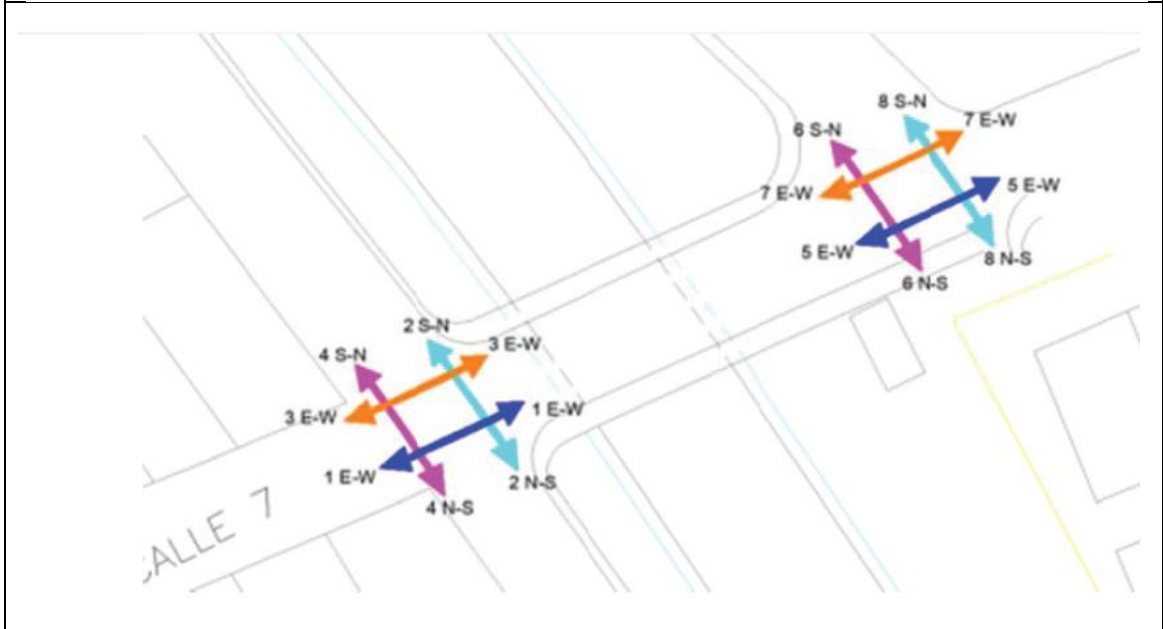 8 S-N
7 E-W
6 S-N
7 E-W
5 E-W
5 E-W
8 N-S
6 N-S
2 S-N
3 E-W
4 S-N
3 E-W
1 E-W
1 E-W
2 N-S
4 N-S
CALLE 7